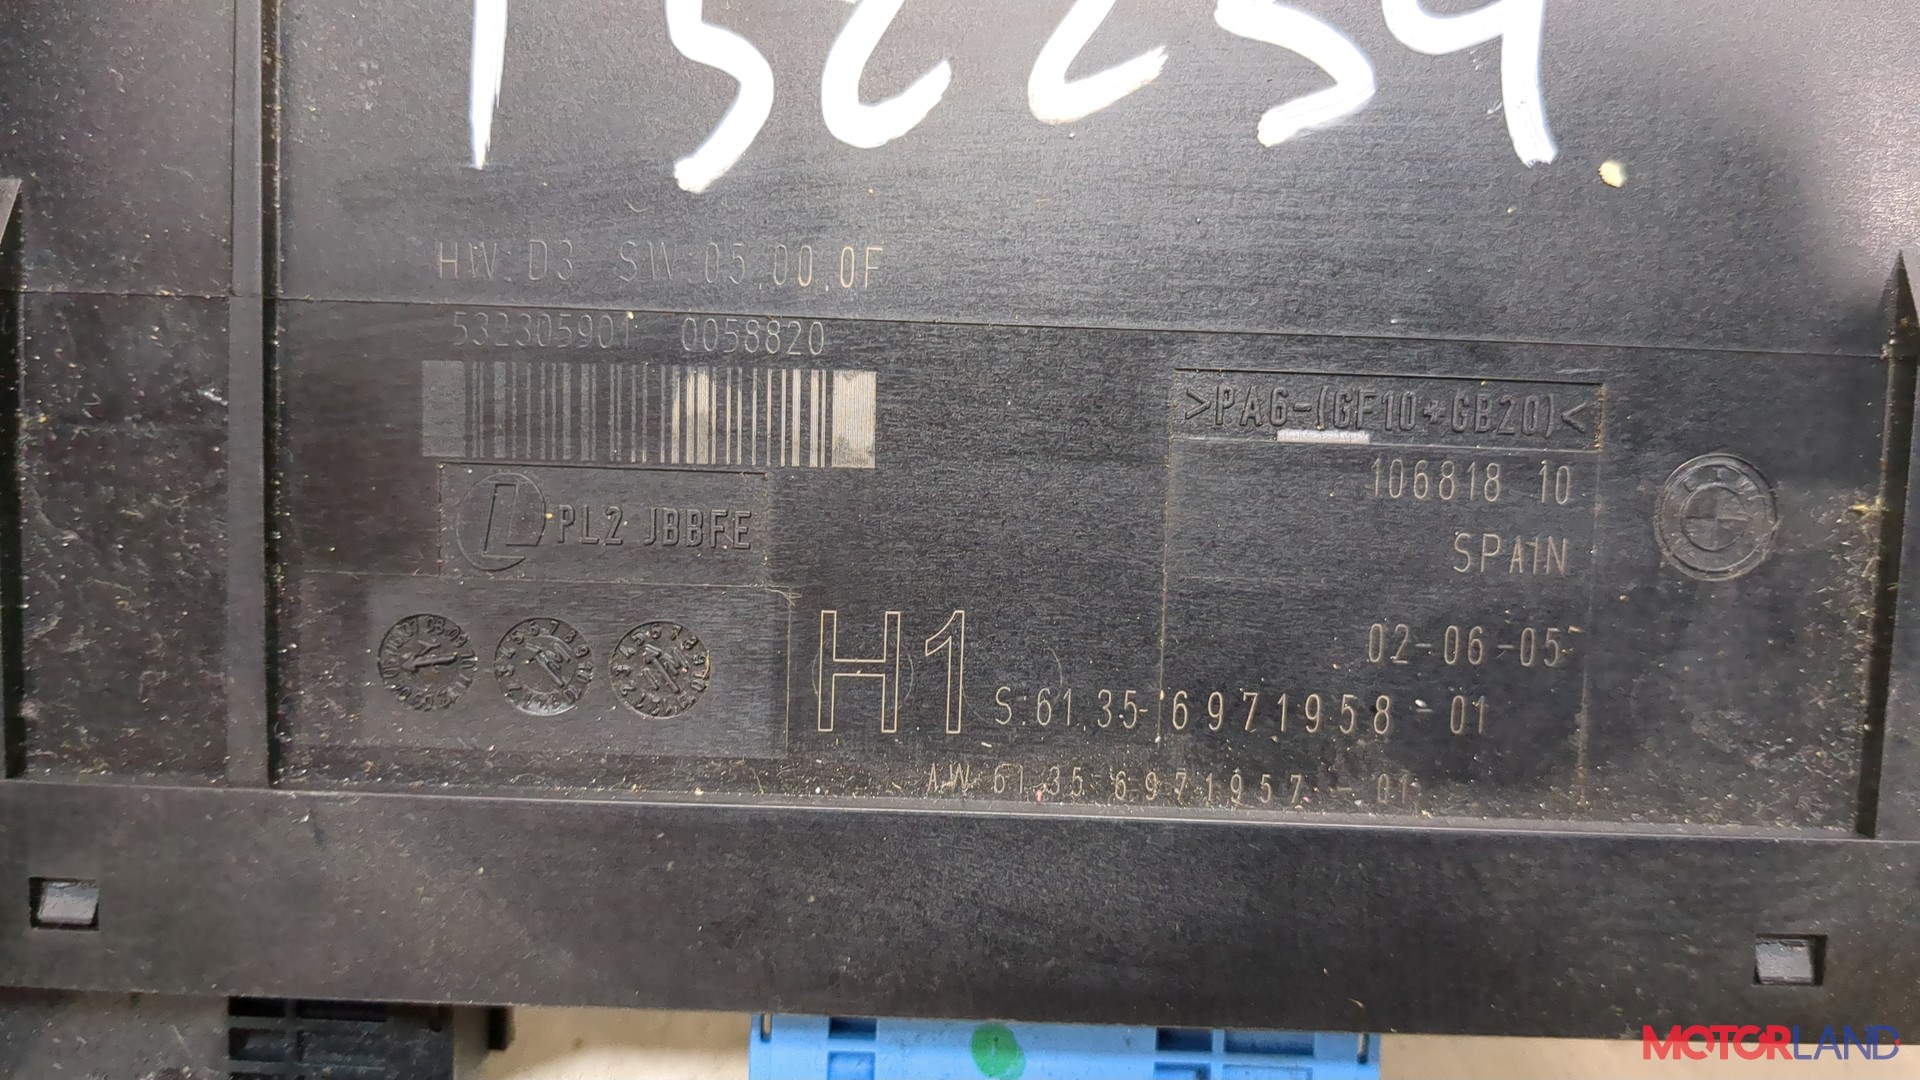 HW D3 SW 05.00.0F
532305901 0058820
>PA6-(GF10+GB20)<
106818 10
PL2 JBBFE
SPAIN
02-06-05
H1 S:61.35-6971958-01
AW 61.35 6971957-01
MOTORLAND